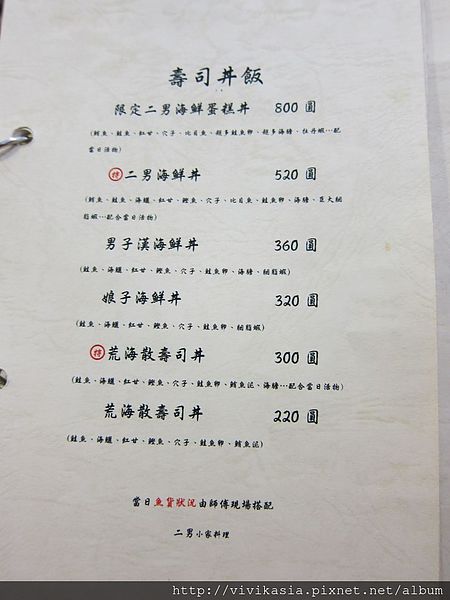 壽司丼飯
限定二男海鮮蛋糕丼 800 圓
(鮪魚、鮭魚、紅甘、穴子、比目魚、超多鮭魚卵、超多海膽、牡丹蝦…配
當日活物)
特 二男海鮮丼 520 圓
(鮪魚、鮭魚、海鱺、紅甘、鰹魚、穴子、比目魚、鮭魚卵、海膽、巨大胭
脂蝦…配合當日活物)
男子漢海鮮丼 360 圓
(鮭魚、海鱺、紅甘、鰹魚、穴子、鮭魚卵、海膽、胭脂蝦)
娘子海鮮丼 320 圓
(鮭魚、海鱺、紅甘、鰹魚、穴子、鮭魚卵、胭脂蝦)
特 荒海散壽司丼 300 圓
(鮭魚、海鱺、紅甘、鰹魚、穴子、鮭魚卵、鮪魚泥、海膽…配合當日活物)
荒海散壽司丼 220 圓
(鮭魚、海鱺、紅甘、鰹魚、穴子、鮭魚卵、鮪魚泥)
當日魚貨狀況由師傅現場搭配
二男小家料理
http://vivikasia.pixnet.net/album